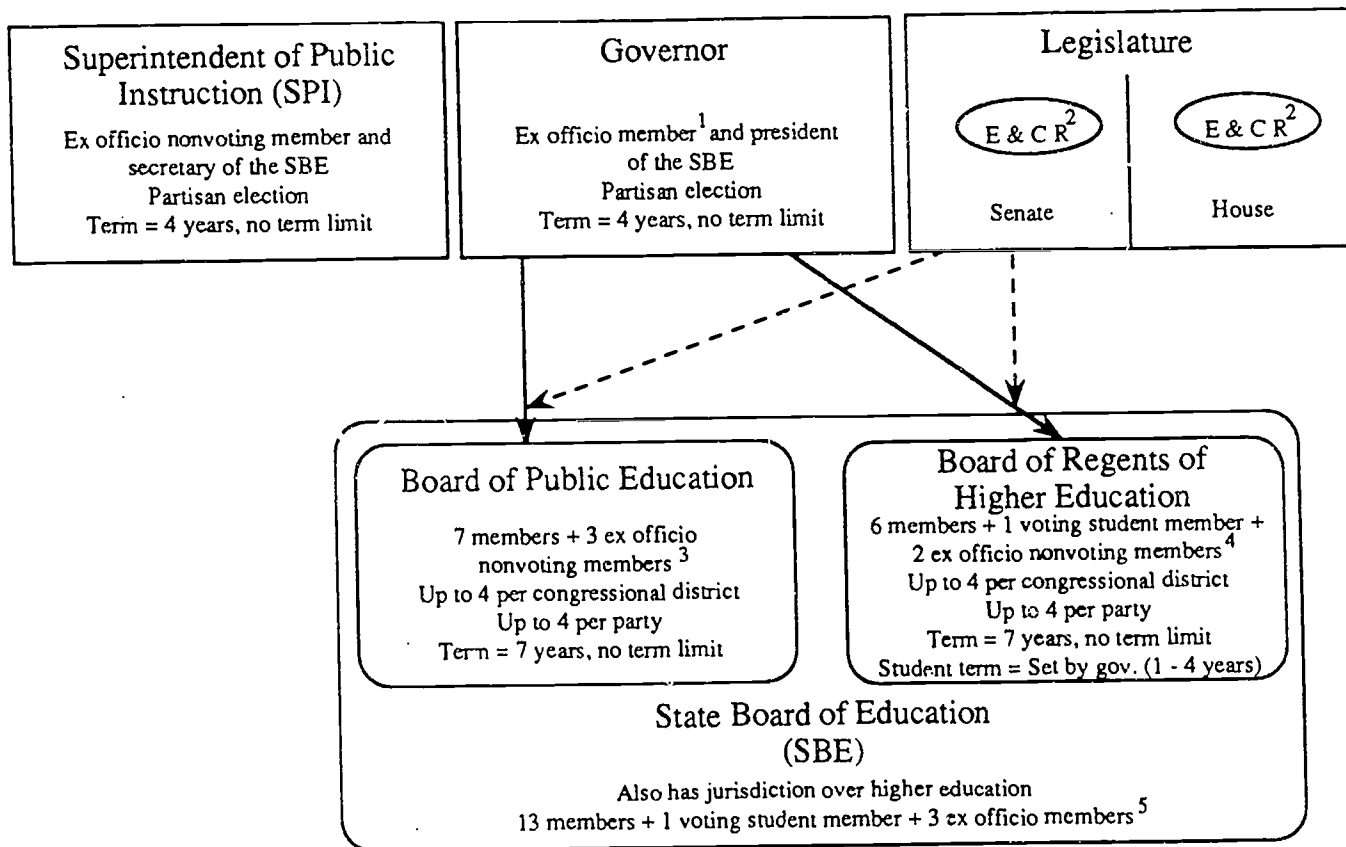 Superintendent of Public
Instruction (SPI)
Ex officio nonvoting member and
secretary of the SBE
Partisan election
Term = 4 years, no term limit
Governor
Ex officio member 1 and president
of the SBE
Partisan election
Term = 4 years, no term limit
Legislature
E & C R 2
Senate
E & C R 2
House
Board of Public Education
7 members + 3 ex officio
nonvoting members 3
Up to 4 per congressional district
Up to 4 per party
Term = 7 years, no term limit
Board of Regents of
Higher Education
6 members + 1 voting student member +
2 ex officio nonvoting members 4
Up to 4 per congressional district
Up to 4 per party
Term = 7 years, no term limit
Student term = Set by gov. (1 - 4 years)
State Board of Education
(SBE)
Also has jurisdiction over higher education
13 members + 1 voting student member + 3 ex officio members 5